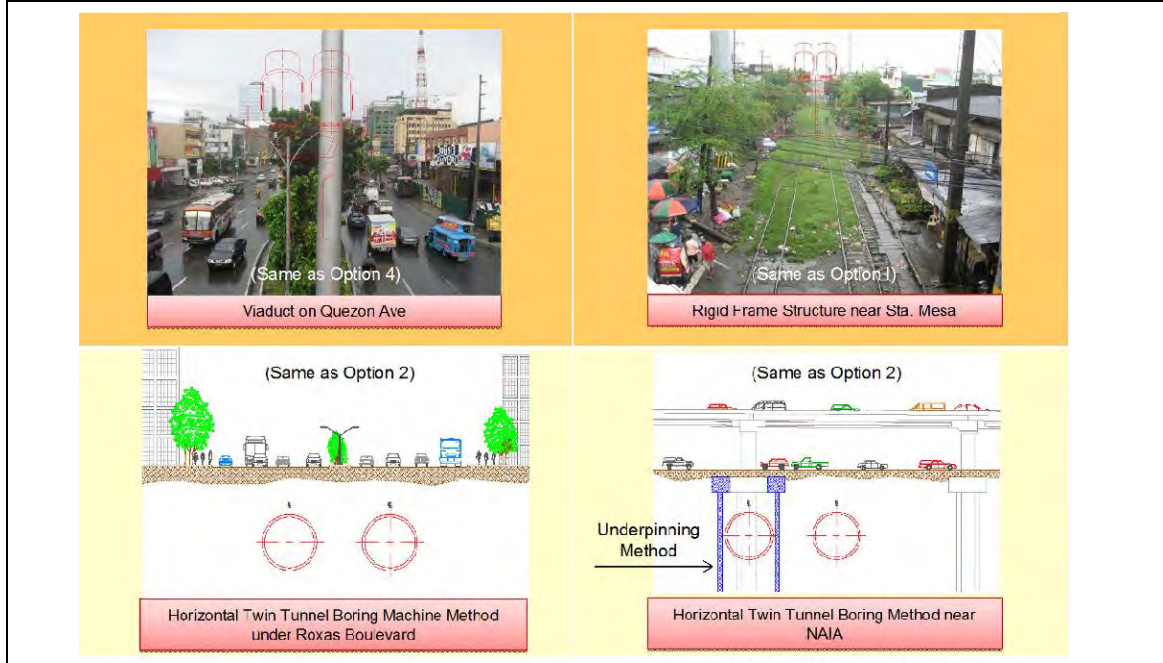 (Same as Option 4)
Viaduct on Quezon Ave
(Same as Option I)
Rigid Frame Structure near Sta. Mesa
(Same as Option 2)
Horizontal Twin Tunnel Boring Machine Method
under Roxas Boulevard
(Same as Option 2)
Underpinning
Method
Horizontal Twin Tunnel Boring Method near
NAIA